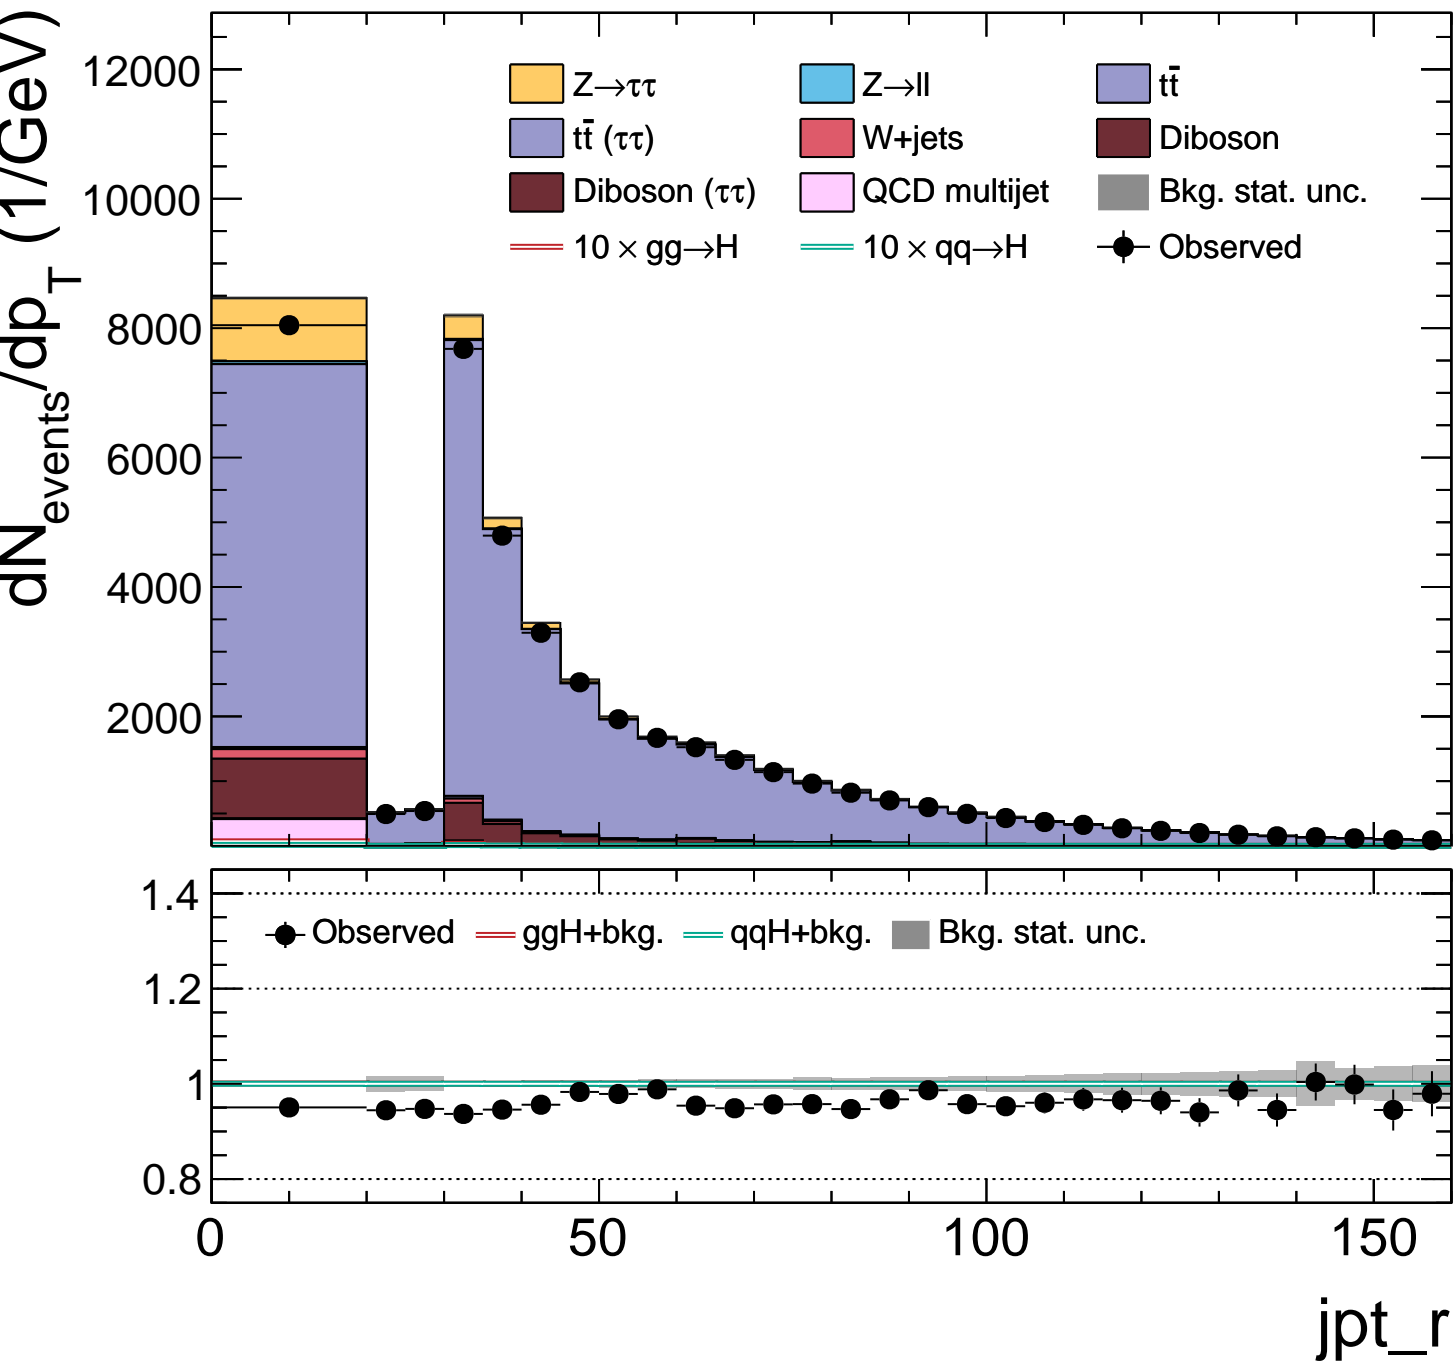 dN_events/dp_T (1/GeV)
12000
10000
8000
6000
4000
2000
Z→ττ Z→ll tt̄
tt̄ (ττ) W+jets Diboson
Diboson (ττ) QCD multijet Bkg. stat. unc.
10 × gg→H 10 × qq→H Observed
1.4
1.2
1
0.8
Observed ggH+bkg. qqH+bkg. Bkg. stat. unc.
0 50 100 150
jpt_r